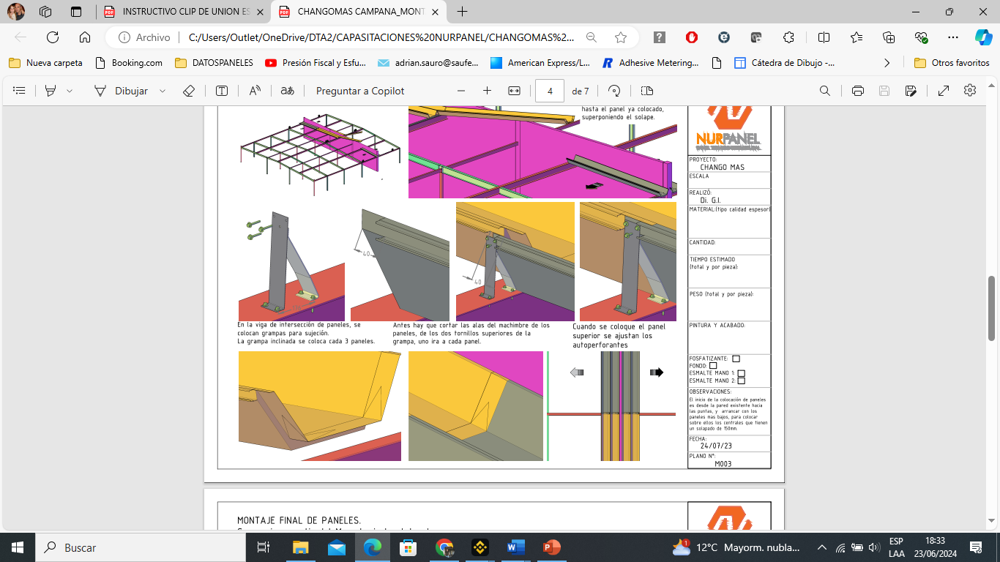 INSTRUCTIVO CLIP DE UNION ES
CHANGOMAS CAMPANA_MONT
Archivo
C:/Users/Outlet/OneDrive/DTA2/CAPASITACIONES%20NURPANEL/CHANGOMAS%2...
Nueva carpeta
Booking.com
DATOSPANELES
Presión Fiscal y Esfu...
adrian.sauro@saufe...
American Express/L...
Adhesive Metering...
Cátedra de Dibujo -...
Otros favoritos
Dibujar
Preguntar a Copilot
4
de 7
hasta el panel ya colocado,
superponiendo el solape.
NURPANEL
PROYECTO:
CHANGO MAS
ESCALA
REALIZÓ:
Di. G.I.
MATERIAL:(tipo calidad espesor)
CANTIDAD:
TIEMPO ESTIMADO
(total y por pieza):
PESO (total y por pieza):
PINTURA Y ACABADO:
FOSFATIZANTE:
FONDO:
ESMALTE MANO 1:
ESMALTE MANO 2:
OBSERVACIONES:
El inicio de la colocación de paneles
es desde la pared existente hacia
las puntas, y arrancar con los
paneles mas bajos, para colocar
sobre ellos los centrales que tienen
un solapado de 150mm.
FECHA:
24/07/23
PLANO N°:
M003
40
40
En la viga de intersección de paneles, se
colocan grampas para sujeción.
La grampa inclinada se coloca cada 3 paneles.
Antes hay que cortar las alas del machimbre de los
paneles, de los dos tornillos superiores de la
grampa, uno ira a cada panel.
Cuando se coloque el panel
superior se ajustan los
autoperforantes
MONTAJE FINAL DE PANELES.
Buscar
12°C Mayorm. nubla...
ESP
LAA
18:33
23/06/2024